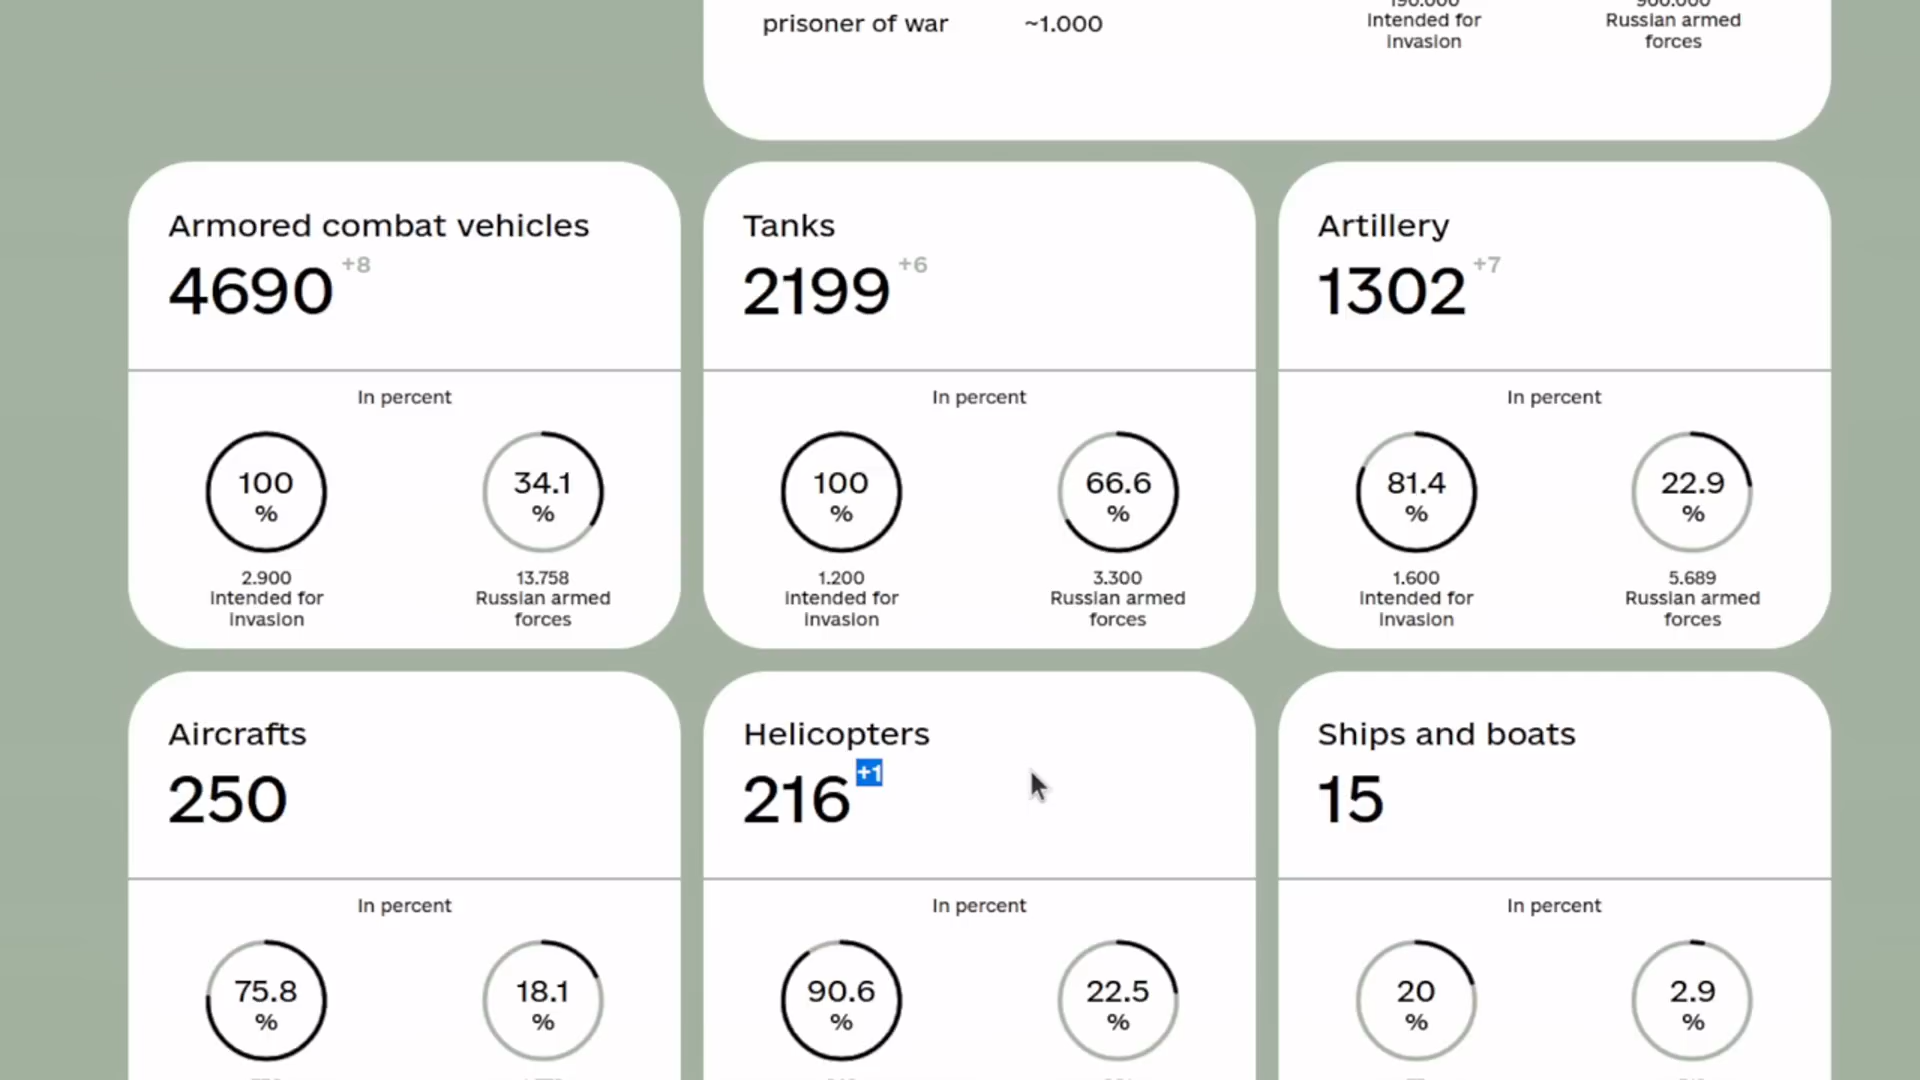 prisoner of war ~1.000
Intended for
invasion
Russian armed
forces
Armored combat vehicles
4690 +8
In percent
100
%
34.1
%
2.900
Intended for
invasion
13.758
Russian armed
forces
Tanks
2199 +6
In percent
100
%
66.6
%
1.200
Intended for
invasion
3.300
Russian armed
forces
Artillery
1302 +7
In percent
81.4
%
22.9
%
1.600
Intended for
invasion
5.689
Russian armed
forces
Aircrafts
250
In percent
75.8
%
18.1
%
Helicopters
216 +1
In percent
90.6
%
22.5
%
Ships and boats
15
In percent
20
%
2.9
%